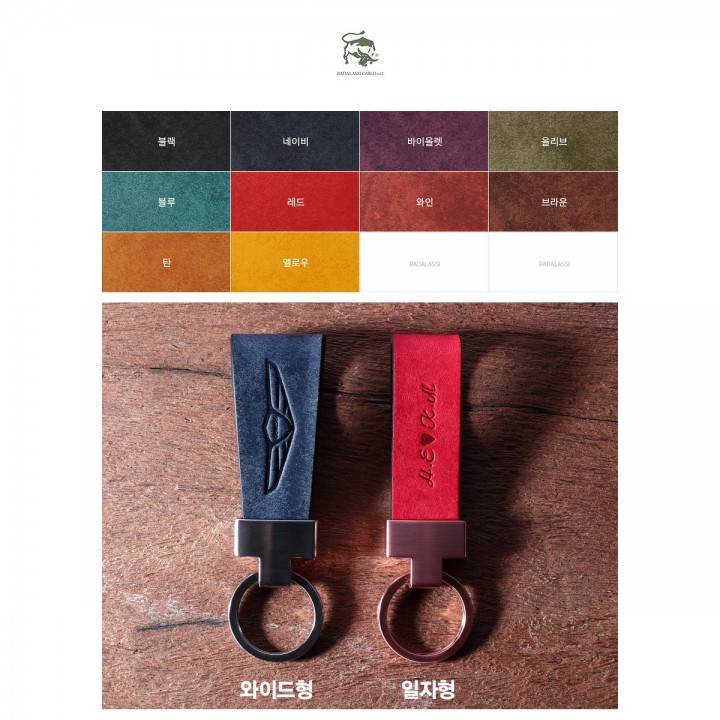 BADALASSI CARLO s.r.l.
블랙 네이비 바이올렛 올리브
블루 레드 와인 브라운
탄 옐로우 BADALASSI BADALASSI
H.E♥K.M
와이드형 일자형